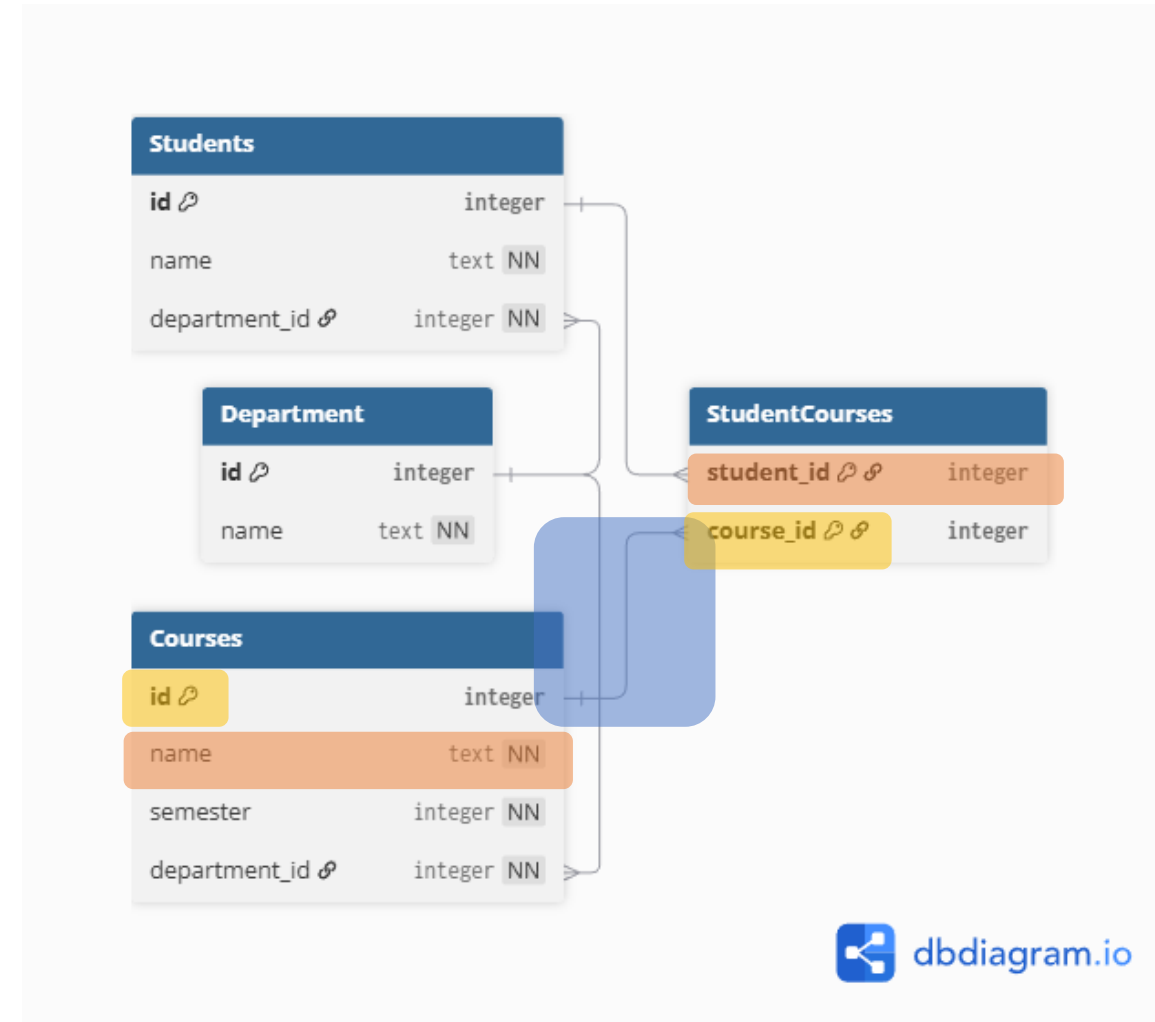 Students
id integer
name text NN
department_id integer NN
Department
id integer
name text NN
StudentCourses
student_id integer
course_id integer
Courses
id integer
name text NN
semester integer NN
department_id integer NN
dbdiagram.io